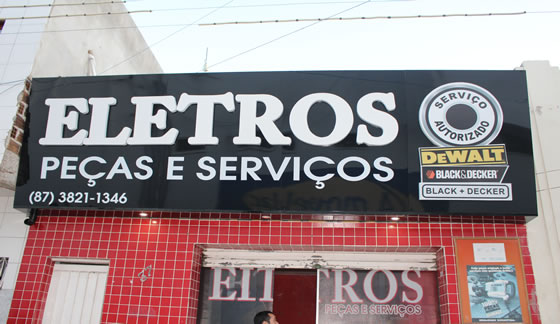 ELETROS
PEÇAS E SERVIÇOS
(87) 3821-1346
SERVIÇO
AUTORIZADO
DEWALT
BLACK&DECKER
BLACK + DECKER
ELETROS
PEÇAS E SERVIÇOS